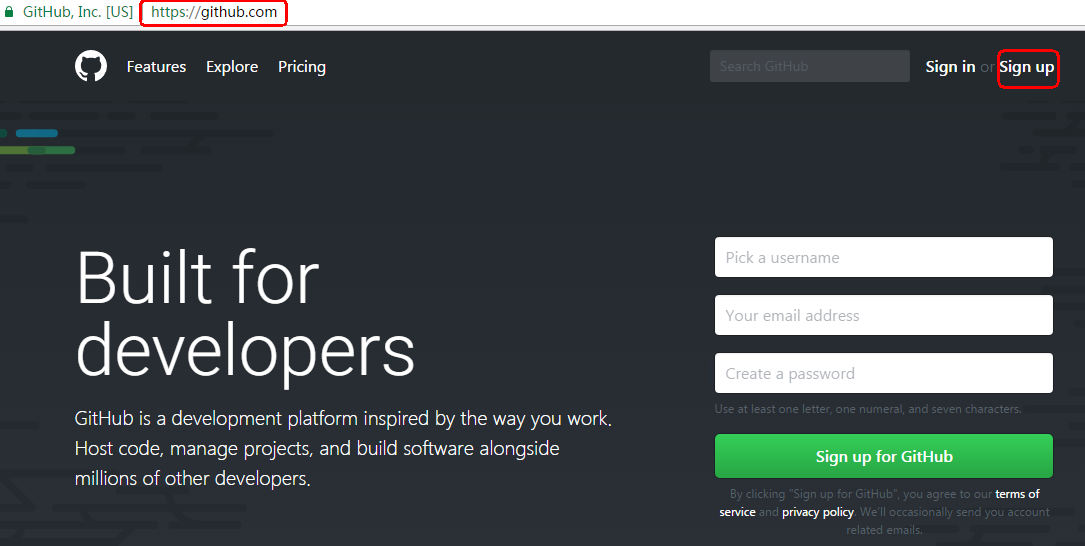 GitHub, Inc. [US] https://github.com
Features Explore Pricing Search GitHub Sign in or Sign up
Built for
developers
GitHub is a development platform inspired by the way you work.
Host code, manage projects, and build software alongside
millions of other developers.
Pick a username
Your email address
Create a password
Use at least one letter, one numeral, and seven characters.
Sign up for GitHub
By clicking "Sign up for GitHub", you agree to our terms of
service and privacy policy. We'll occasionally send you account
related emails.